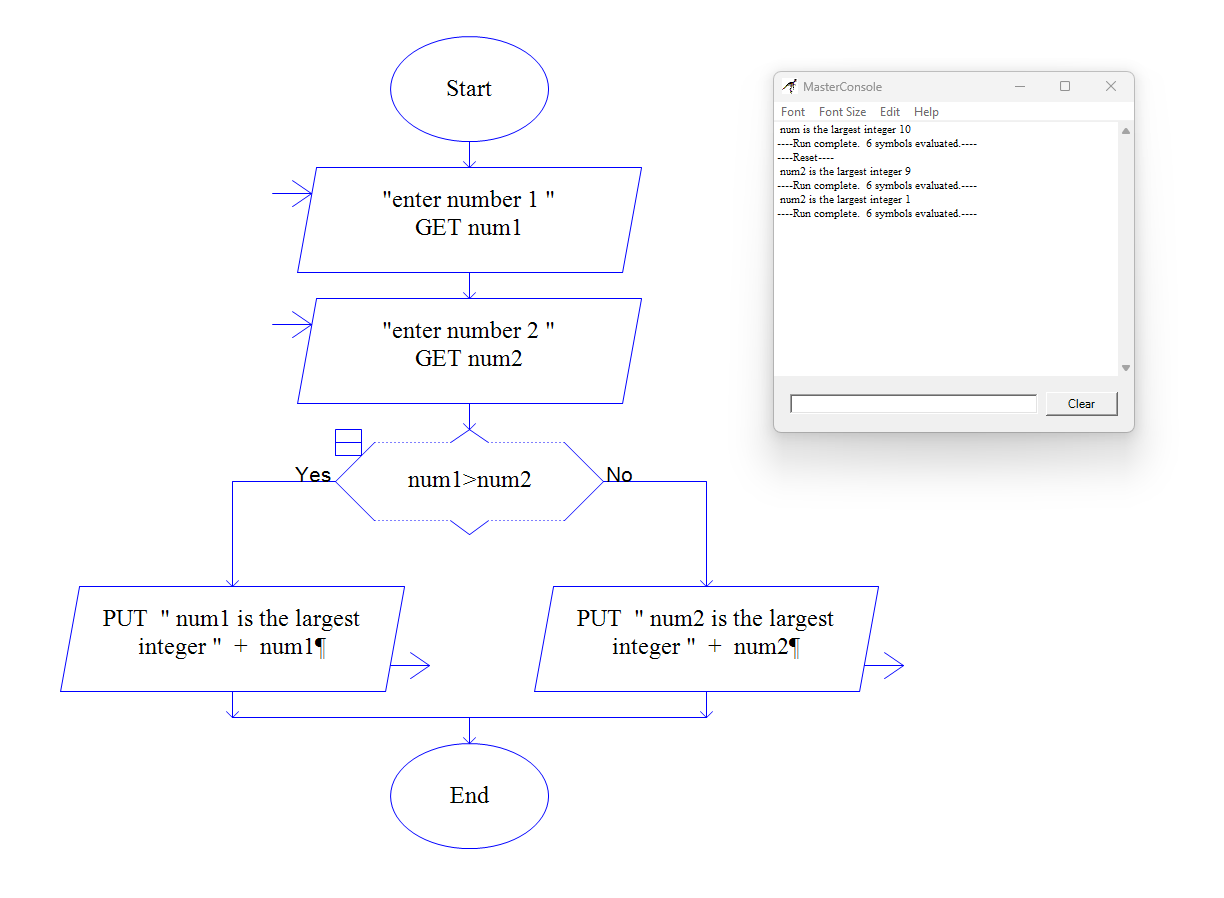 Start
"enter number 1 "
GET num1
"enter number 2 "
GET num2
Yes
num1>num2
No
PUT " num1 is the largest
integer " + num1¶
PUT " num2 is the largest
integer " + num2¶
End
MasterConsole
Font Font Size Edit Help
num is the largest integer 10
----Run complete. 6 symbols evaluated.----
----Reset----
num2 is the largest integer 9
----Run complete. 6 symbols evaluated.----
num2 is the largest integer 1
----Run complete. 6 symbols evaluated.----
Clear